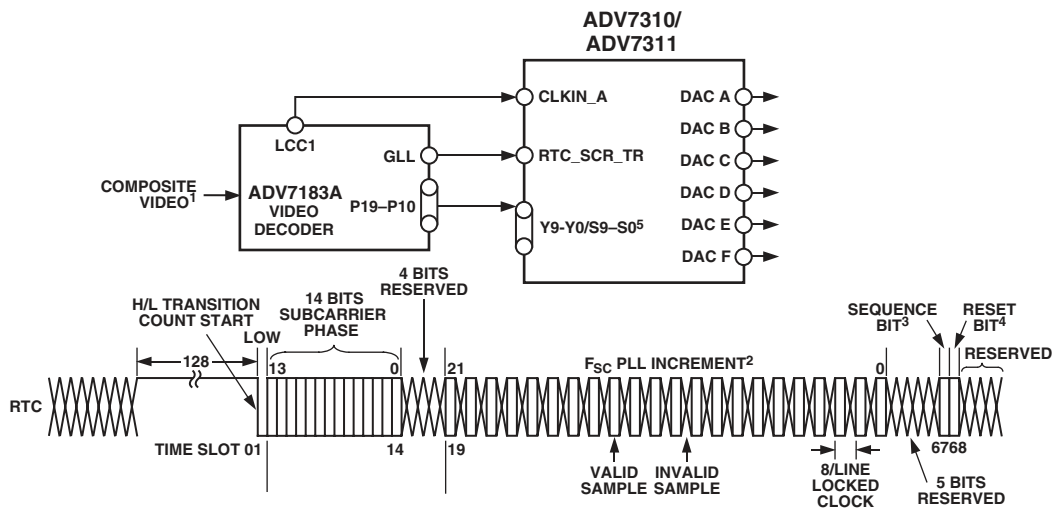 ADV7310/
ADV7311
CLKIN_A
DAC A
DAC B
LCC1
GLL
RTC_SCR_TR
DAC C
COMPOSITE
VIDEO1
ADV7183A
VIDEO
DECODER
P19–P10
DAC D
Y9-Y0/S9–S05
DAC E
DAC F
H/L TRANSITION
COUNT START
14 BITS
SUBCARRIER
PHASE
4 BITS
RESERVED
SEQUENCE
BIT3
RESET
BIT4
LOW
128
13
0
21
FSC PLL INCREMENT2
0
RESERVED
RTC
TIME SLOT 01
14
19
6768
VALID
SAMPLE
INVALID
SAMPLE
8/LINE
LOCKED
CLOCK
5 BITS
RESERVED